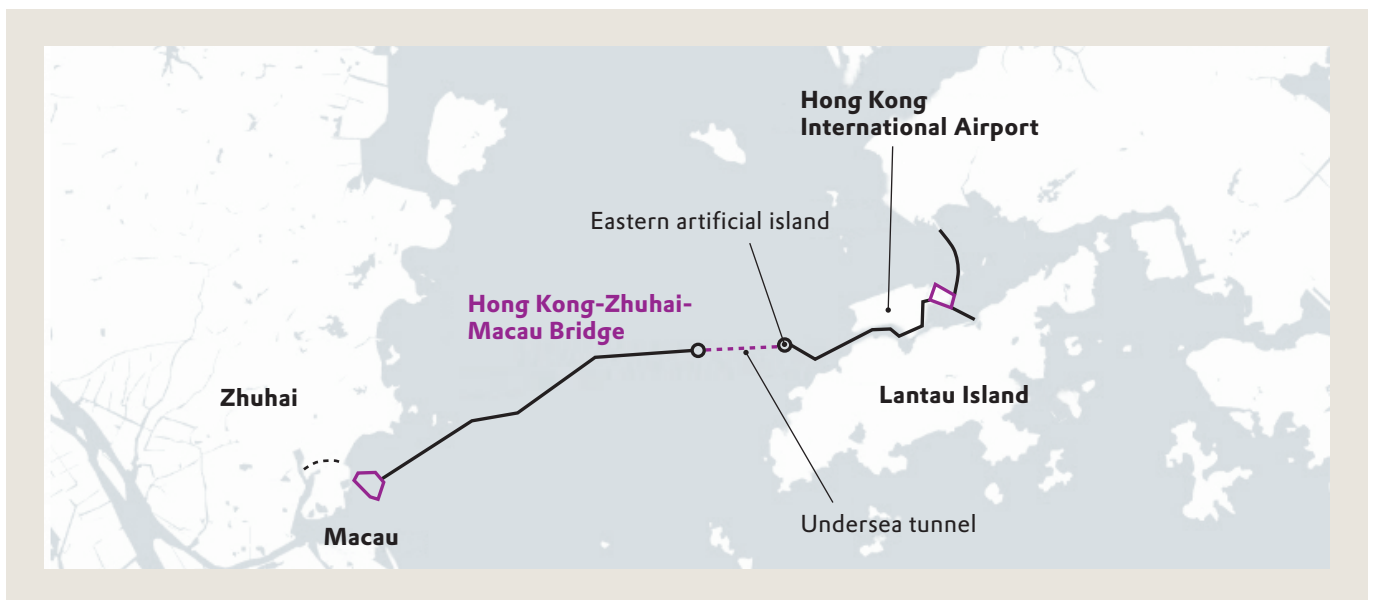 Hong Kong
International Airport
Eastern artificial island
Hong Kong-Zhuhai-
Macau Bridge
Zhuhai
Lantau Island
Undersea tunnel
Macau